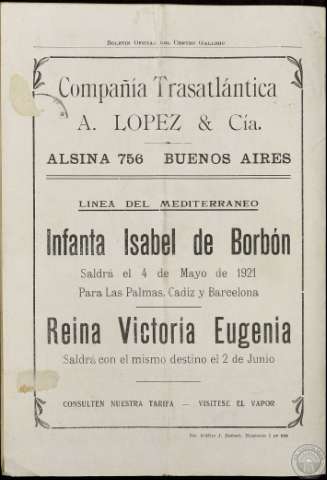 BOLETIN OFICIAL DEL CENTRO GALLEGO
Compañía Trasatlántica
A. LOPEZ & Cía.
ALSINA 756 BUENOS AIRES
LINEA DEL MEDITERRANEO
Infanta Isabel de Borbón
Saldrá el 4 de Mayo de 1921
Para Las Palmas, Cadiz y Barcelona
Reina Victoria Eugenia
Saldrá con el mismo destino el 2 de Junio
CONSULTEN NUESTRA TARIFA — VISITESE EL VAPOR